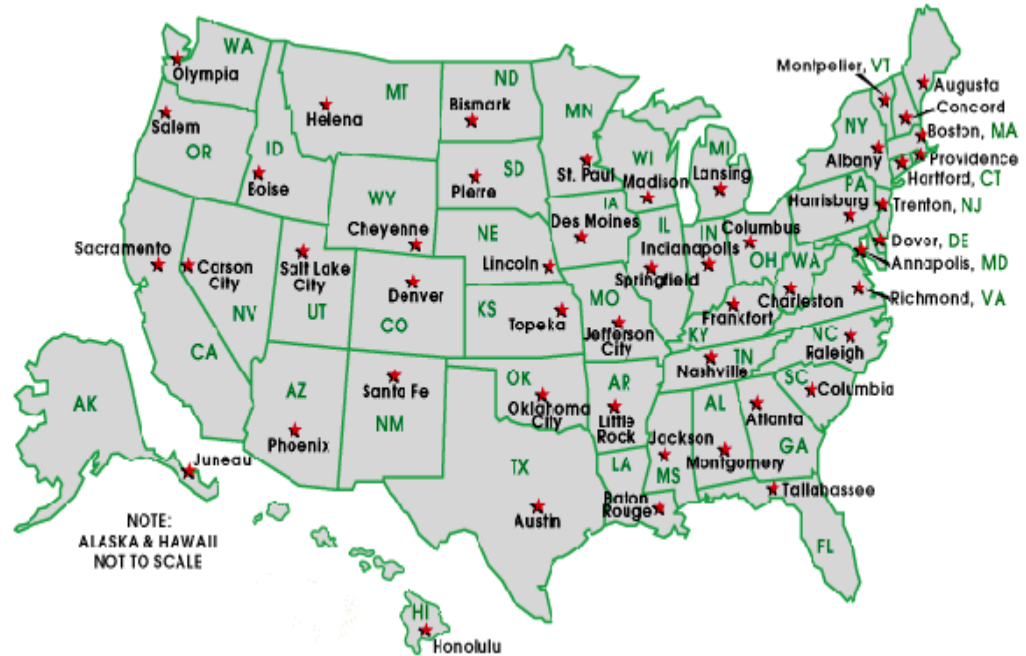 WA
Olympia
Salem
OR
ID
Boise
MT
Helena
ND
Bismark
SD
Pierre
WY
Cheyenne
NE
Lincoln
MN
St. Paul
WI
Madison
MI
Lansing
IA
Des Moines
IL
Springfield
IN
Indianapolis
Columbus
OH
Montpelier, VT
Augusta
Concord
Boston, MA
Providence
Hartford, CT
NY
Albany
PA
Harrisburg
Trenton, NJ
Dover, DE
Annapolis, MD
WA
Charleston
Richmond, VA
Sacramento
CA
Carson
City
NV
Salt Lake
City
UT
Denver
CO
KS
Topeka
MO
Jefferson
City
KY
Frankfort
TN
Nashville
NC
Raleigh
SC
Columbia
AZ
Phoenix
Santa Fe
NM
OK
Oklahoma
City
AR
Little
Rock
TX
Austin
LA
Baton
Rouge
Jackson
MS
AL
Montgomery
Atlanta
GA
Tallahassee
FL
AK
Juneau
NOTE:
ALASKA & HAWAII
NOT TO SCALE
HI
Honolulu